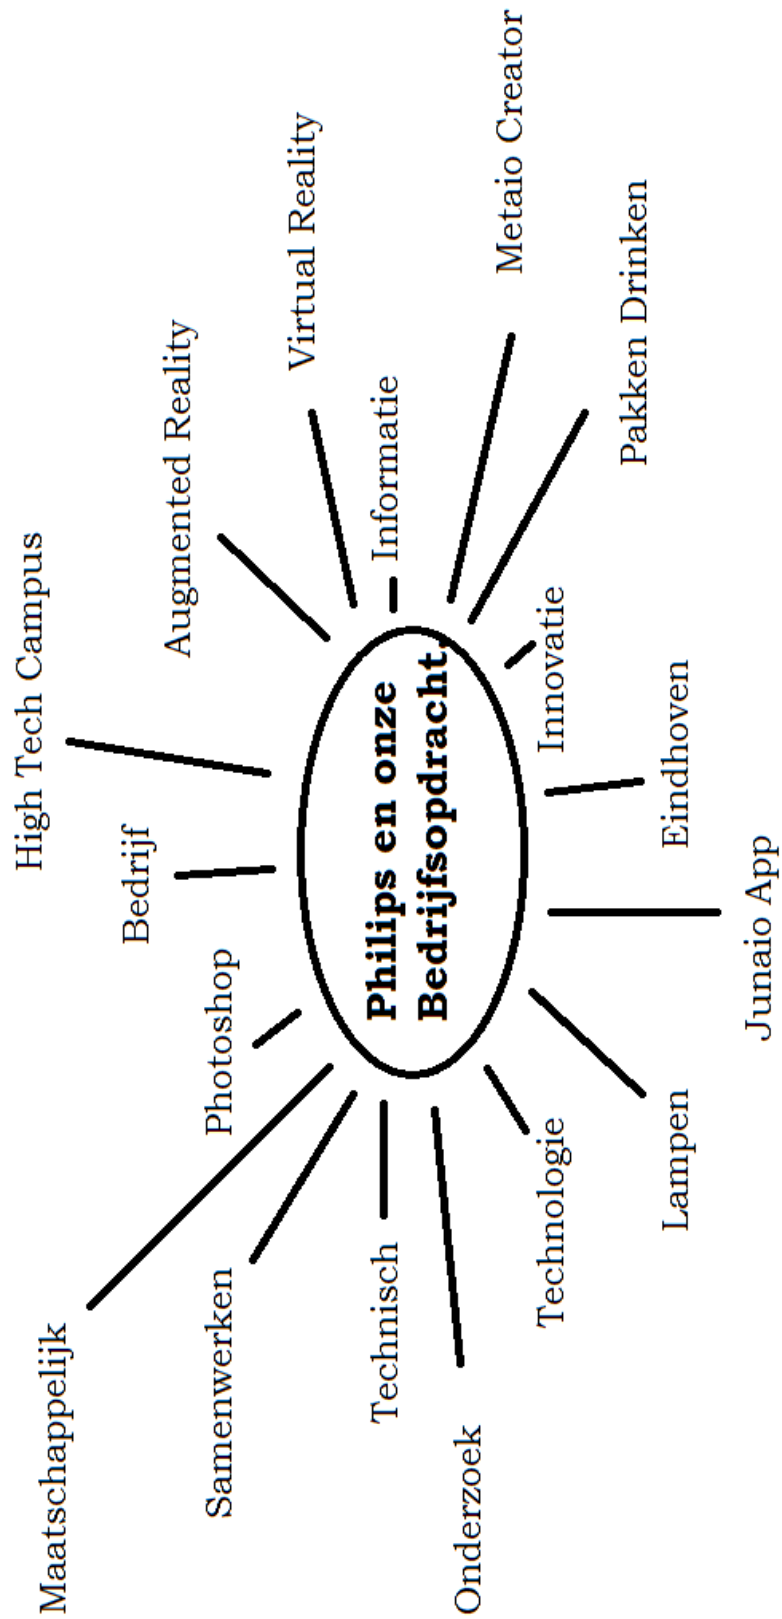 High Tech Campus
Maatschappelijk
Bedrijf
Augmented Reality
Photoshop
Samenwerken
Virtual Reality
Philips en onze
Bedrijfsopdracht.
Informatie
Technisch
Onderzoek
Metaio Creator
Technologie
Innovatie
Pakken Drinken
Lampen
Eindhoven
Junaio App